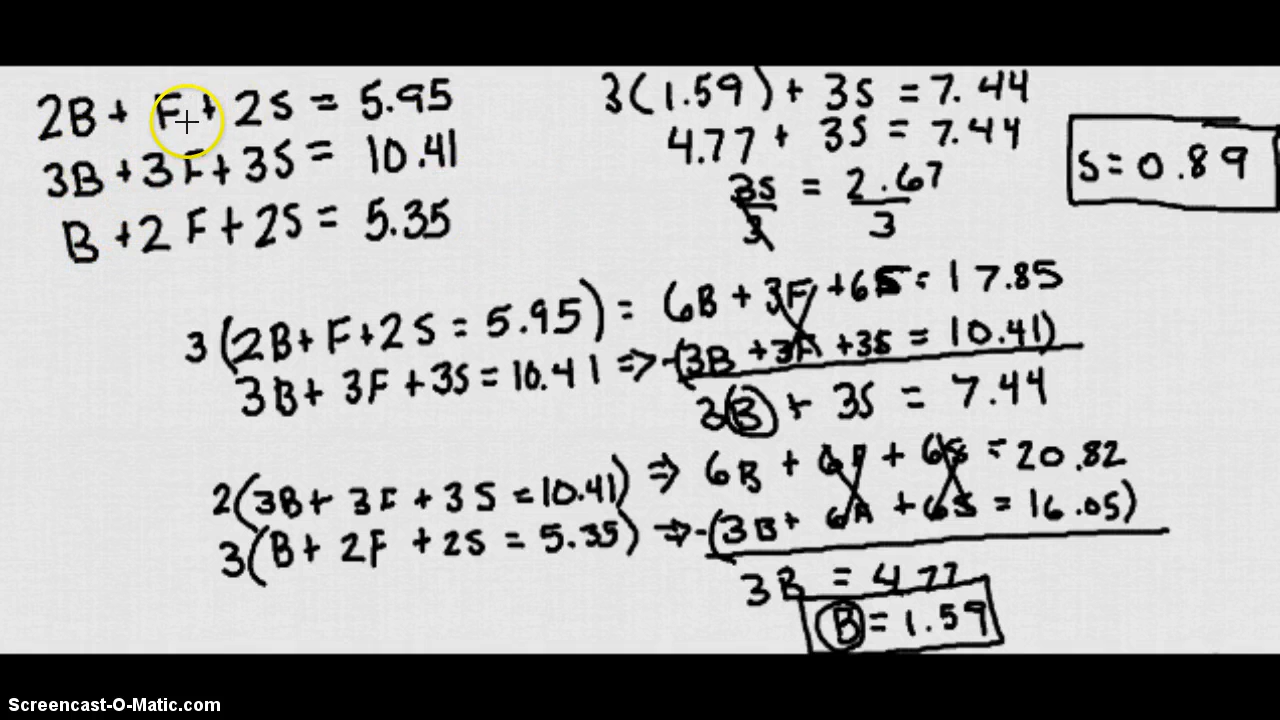 2B + F + 2S = 5.95
3B + 3F + 3S = 10.41
B + 2F + 2S = 5.35
3(1.59) + 3S = 7.44
4.77 + 3S = 7.44
3S/3 = 2.67/3
S = 0.89
3(2B + F + 2S = 5.95) = 6B + 3F + 6S = 17.85
3B + 3F + 3S = 10.41 => -(3B + 3F + 3S = 10.41)
3B + 3S = 7.44
2(3B + 3F + 3S = 10.41) => 6B + 6F + 6S = 20.82
3(B + 2F + 2S = 5.35) => -(3B + 6F + 6S = 16.05)
3B = 4.77
B = 1.59
Screencast-O-Matic.com